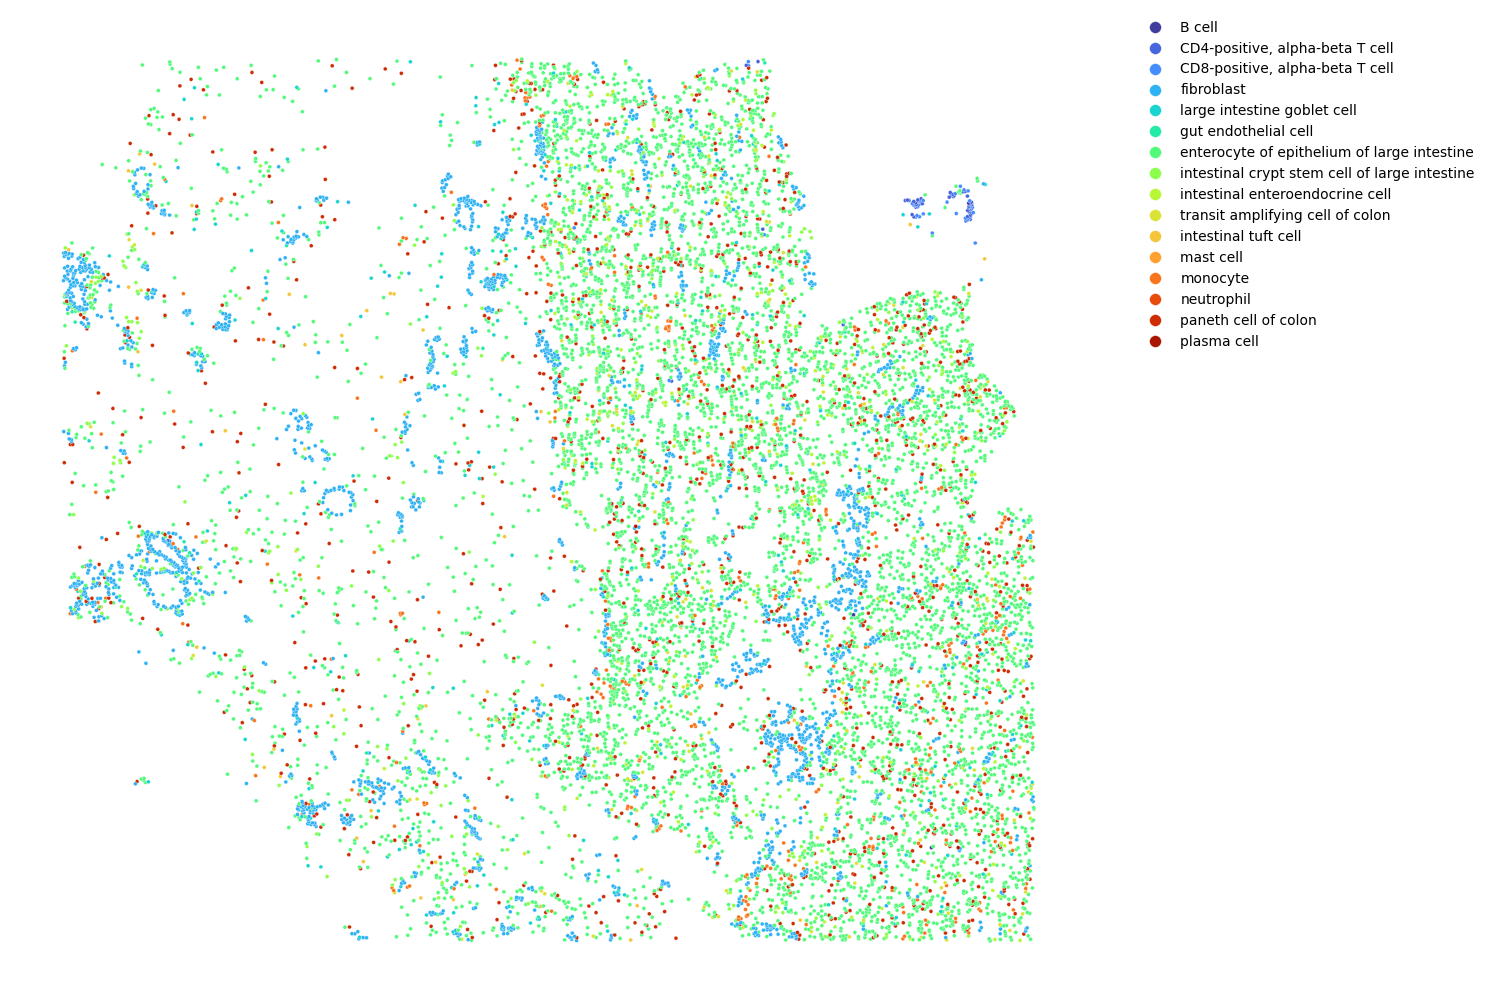 B cell
CD4-positive, alpha-beta T cell
CD8-positive, alpha-beta T cell
fibroblast
large intestine goblet cell
gut endothelial cell
enterocyte of epithelium of large intestine
intestinal crypt stem cell of large intestine
intestinal enteroendocrine cell
transit amplifying cell of colon
intestinal tuft cell
mast cell
monocyte
neutrophil
paneth cell of colon
plasma cell